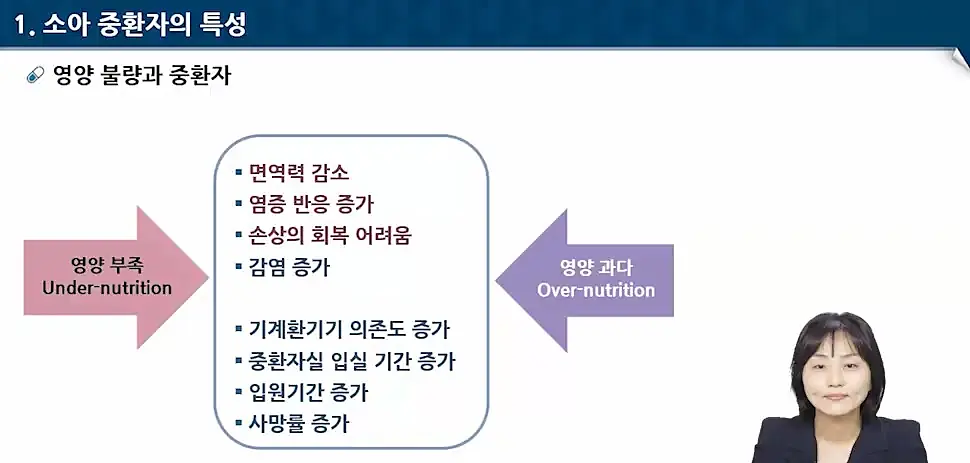 1. 소아 중환자의 특성
영양 불량과 중환자
▪ 면역력 감소
▪ 염증 반응 증가
▪ 손상의 회복 어려움
▪ 감염 증가
▪ 기계환기기 의존도 증가
▪ 중환자실 입실 기간 증가
▪ 입원기간 증가
▪ 사망률 증가
영양 부족
Under-nutrition
영양 과다
Over-nutrition